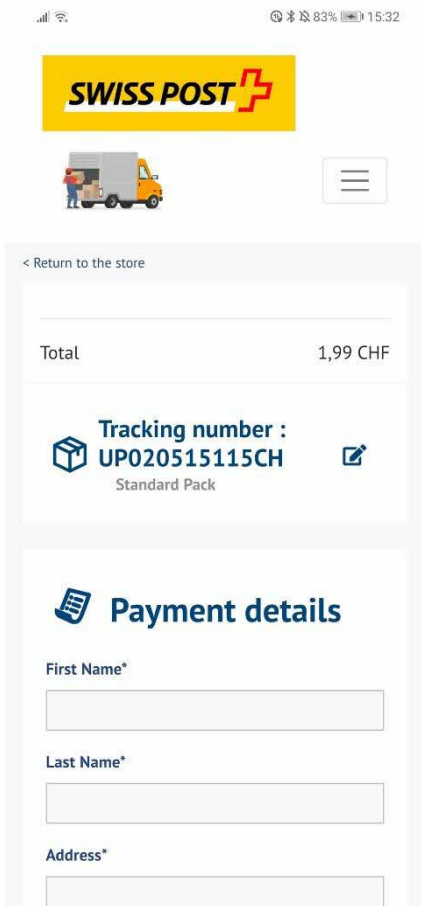 83% 15:32
SWISS POST
< Return to the store
Total 1,99 CHF
Tracking number :
UP020515115CH
Standard Pack
Payment details
First Name*
Last Name*
Address*